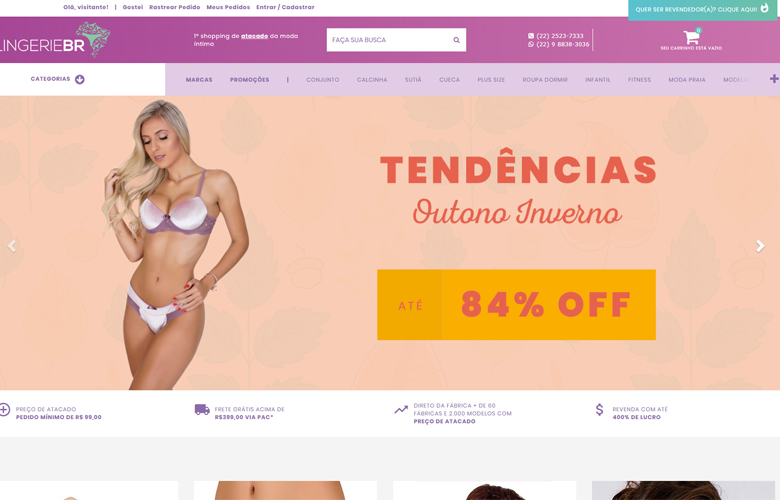 Olá, visitante! | Gostei Rastrear Pedido Meus Pedidos Entrar / Cadastrar
QUER SER REVENDEDOR(A)? CLIQUE AQUI!
LINGERIEBR
1º shopping de atacado da moda
íntima
FAÇA SUA BUSCA
(22) 2523-7333
(22) 9 8838-3036
0
SEU CARRINHO ESTÁ VAZIO
CATEGORIAS
MARCAS PROMOÇÕES | CONJUNTO CALCINHA SUTIÃ CUECA PLUS SIZE ROUPA DORMIR INFANTIL FITNESS MODA PRAIA
TENDÊNCIAS
Outono Inverno
ATÉ 84% OFF
PREÇO DE ATACADO
PEDIDO MÍNIMO DE R$ 99,00
FRETE GRÁTIS ACIMA DE
R$399,00 VIA PAC*
DIRETO DA FÁBRICA + DE 60
FÁBRICAS E 2.000 MODELOS COM
PREÇO DE ATACADO
REVENDA COM ATÉ
400% DE LUCRO